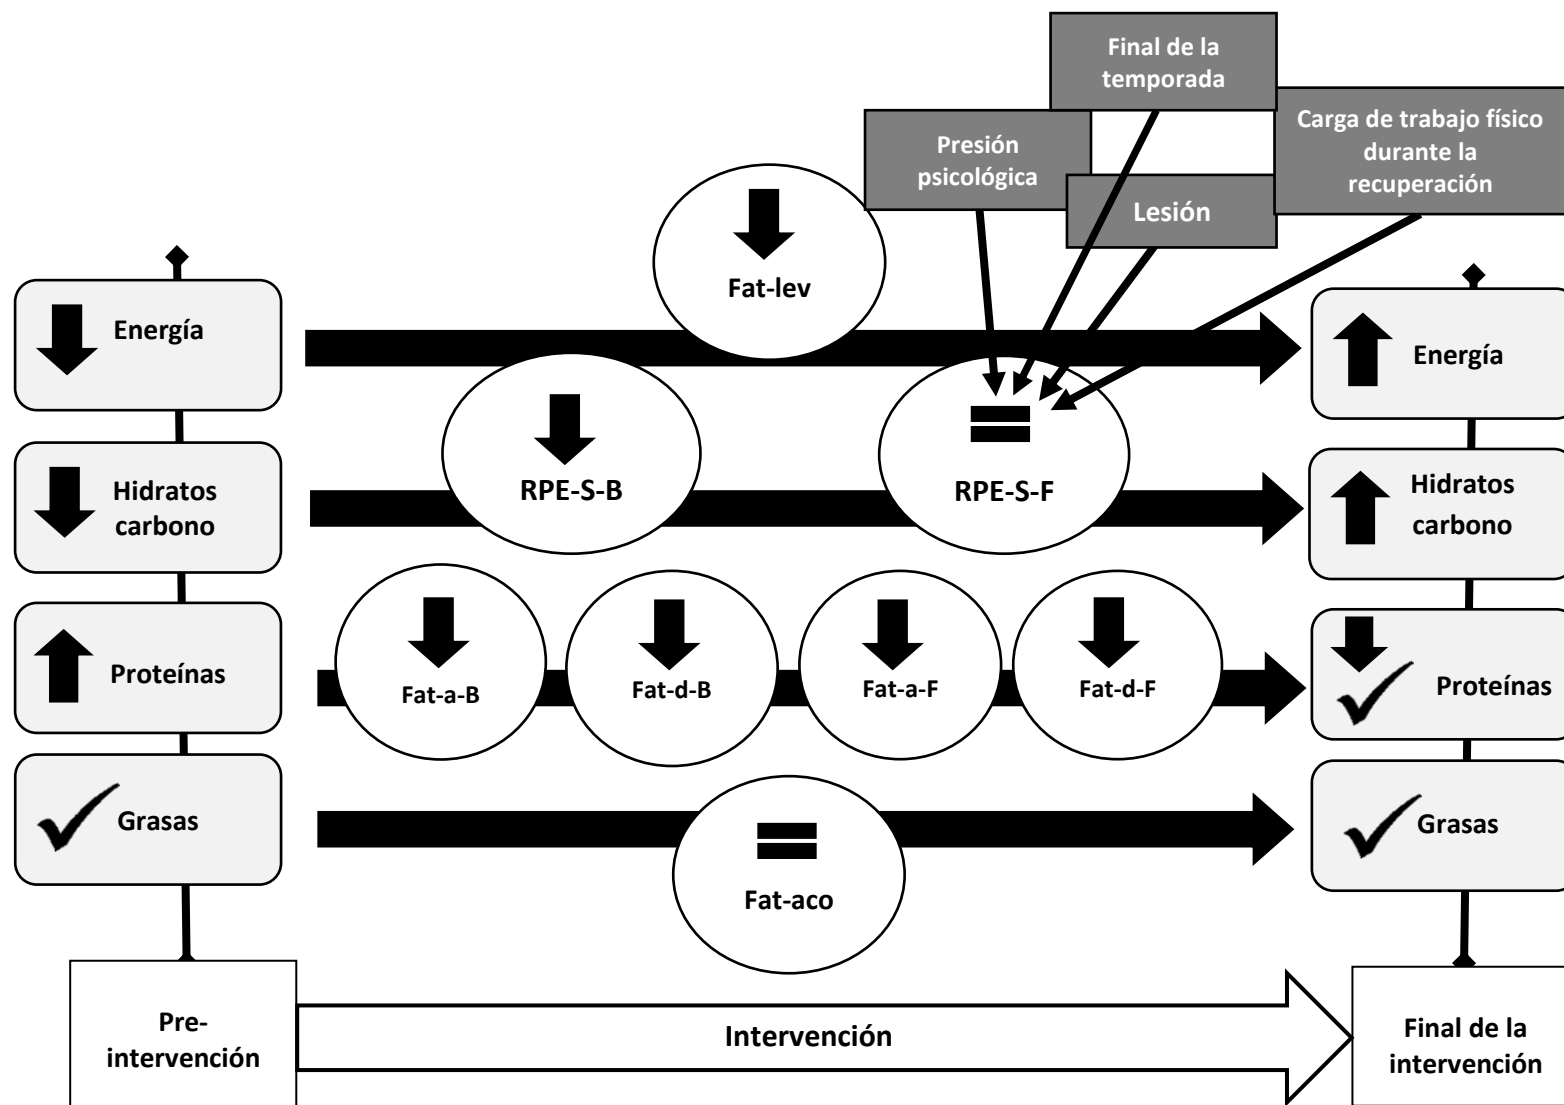 Final de la
temporada
Presión
psicológica
Lesión
Carga de trabajo físico
durante la
recuperación
Energía
Hidratos
carbono
Proteínas
Grasas
Pre-
intervención
Fat-lev
RPE-S-B
RPE-S-F
Fat-a-B
Fat-d-B
Fat-a-F
Fat-d-F
Fat-aco
Intervención
Energía
Hidratos
carbono
Proteínas
Grasas
Final de la
intervención